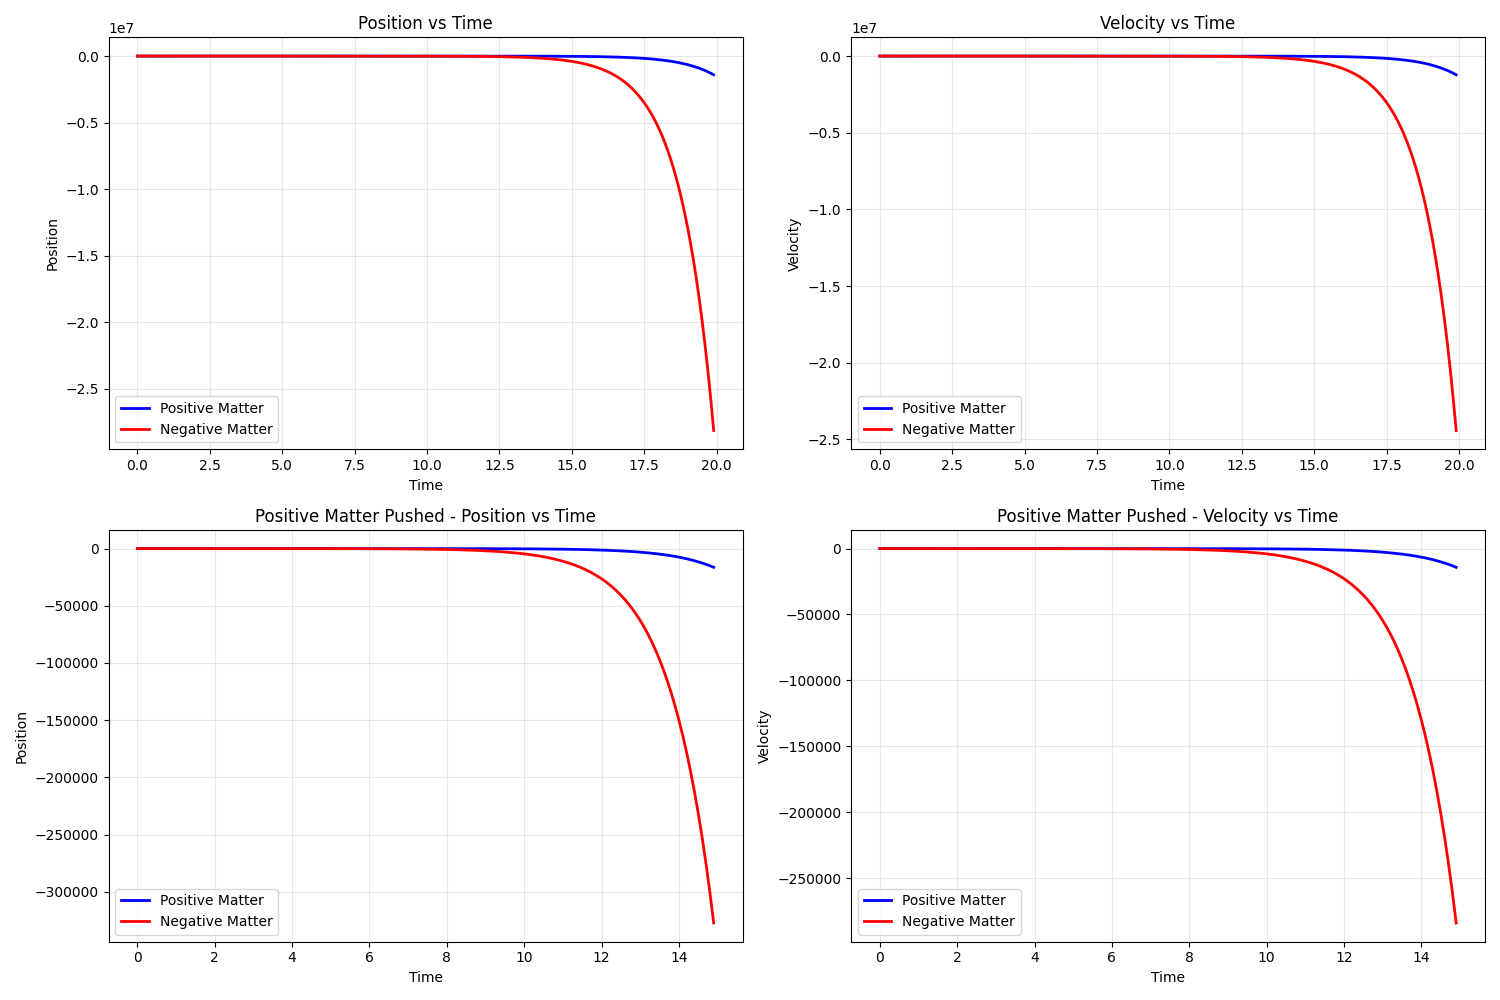 Position vs Time
1e7
0.0
−0.5
−1.0
−1.5
−2.0
−2.5
Position
Positive Matter
Negative Matter
0.0 2.5 5.0 7.5 10.0 12.5 15.0 17.5 20.0
Time
Velocity vs Time
1e7
0.0
−0.5
−1.0
−1.5
−2.0
−2.5
Velocity
Positive Matter
Negative Matter
0.0 2.5 5.0 7.5 10.0 12.5 15.0 17.5 20.0
Time
Positive Matter Pushed - Position vs Time
0
−50000
−100000
−150000
−200000
−250000
−300000
Position
Positive Matter
Negative Matter
0 2 4 6 8 10 12 14
Time
Positive Matter Pushed - Velocity vs Time
0
−50000
−100000
−150000
−200000
−250000
Velocity
Positive Matter
Negative Matter
0 2 4 6 8 10 12 14
Time